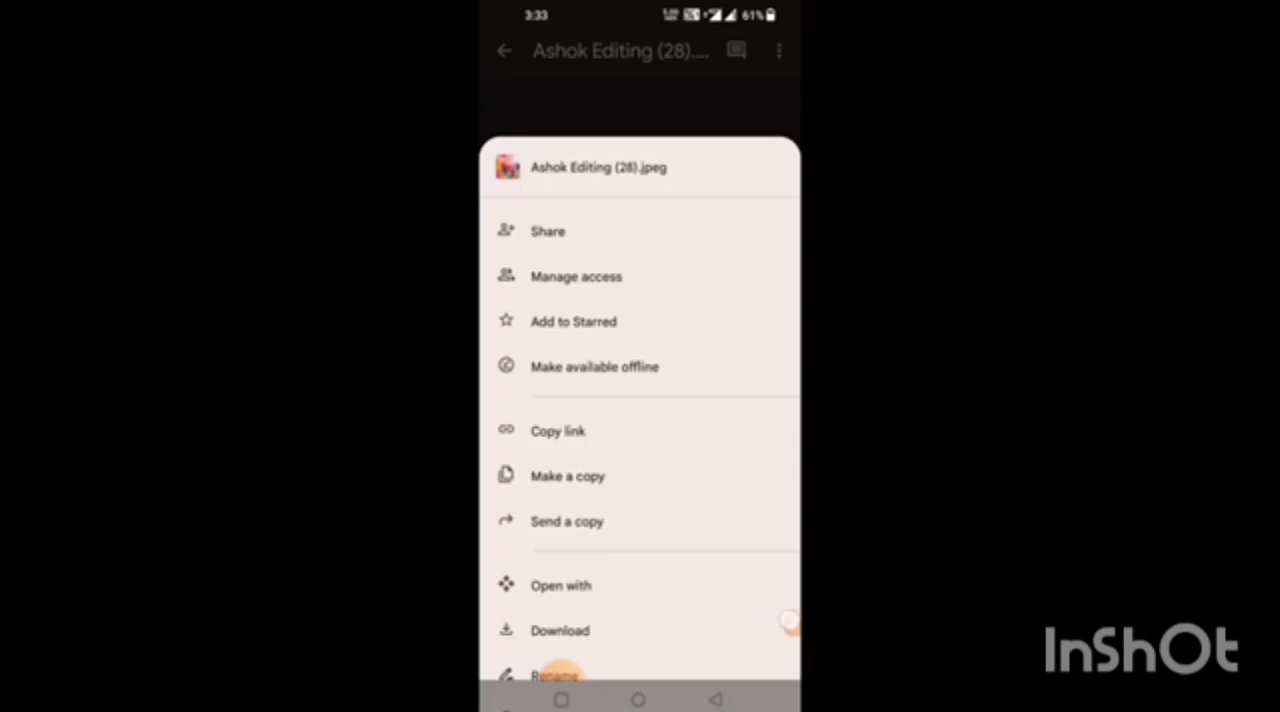 3:33
61%
Ashok Editing (28)....
Ashok Editing (28).jpeg
Share
Manage access
Add to Starred
Make available offline
Copy link
Make a copy
Send a copy
Open with
Download
Rename
InShOt